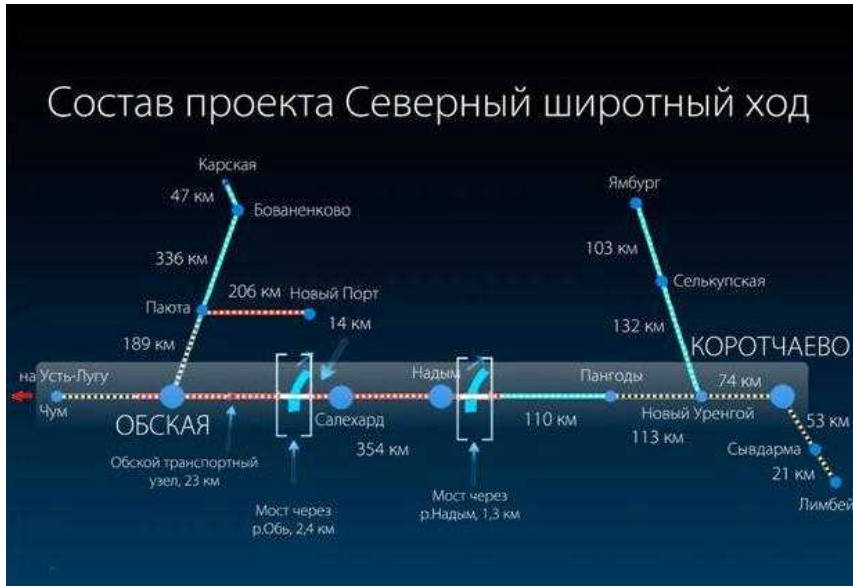 Состав проекта Северный широтный ход
Карская
47 км
Бованенково
336 км
Паюта
206 км
Новый Порт
14 км
189 км
Ямбург
103 км
Селькупская
132 км
КОРОТЧАЕВО
на Усть-Лугу
Чум
ОБСКАЯ
Салехард
Надым
Пангоды
74 км
Новый Уренгой
354 км
110 км
113 км
53 км
Сывдарма
21 км
Лимбей
Обской транспортный
узел, 23 км
Мост через
р.Обь, 2,4 км
Мост через
р.Надым, 1,3 км